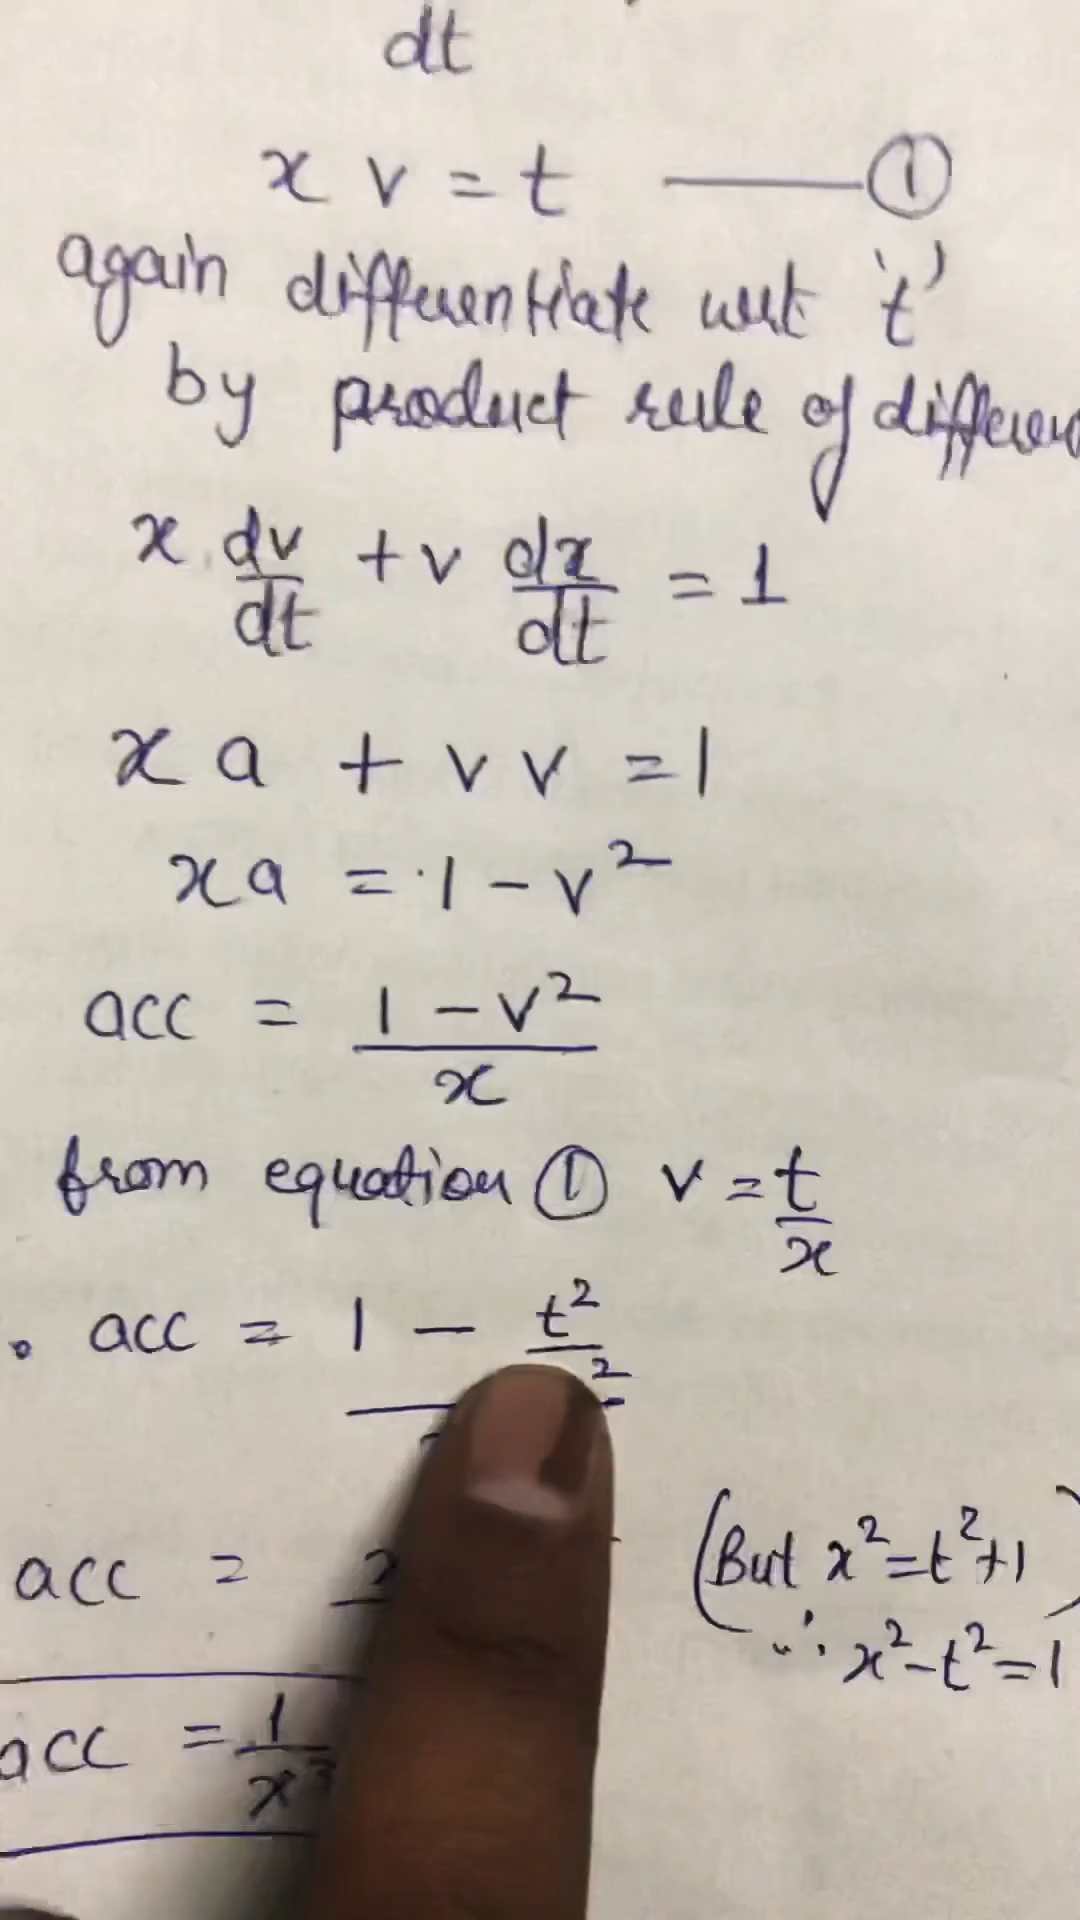 dt
x v = t ——— ①
again differentiate wrt 't'
by product rule of
x dv/dt + v dx/dt = 1
x a + v v = 1
x a = 1 - v²
acc = 1 - v² / x
from equation ① v = t/x
acc = 1 - t²
acc = (But x² = t² + 1)
∴ x² - t² = 1
acc = 1/x³